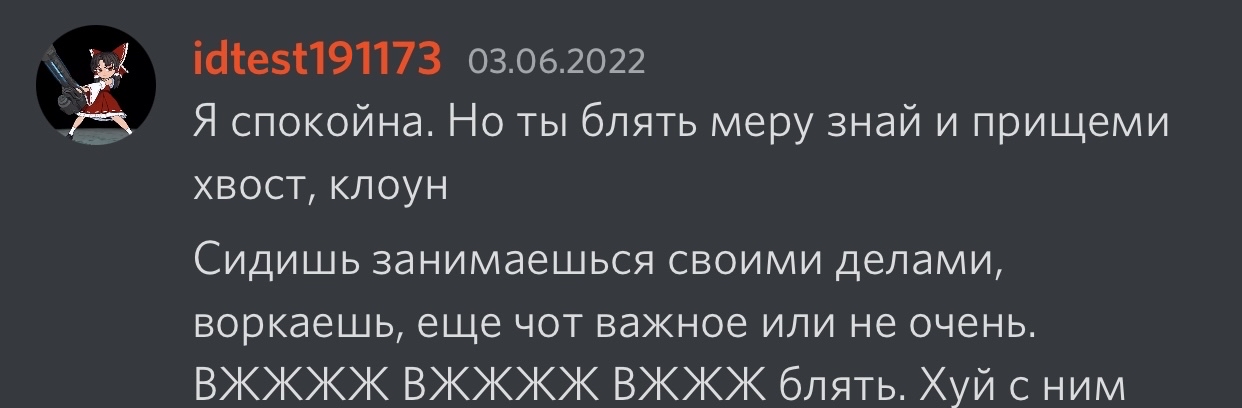 idtest191173 03.06.2022
Я спокойна. Но ты блять меру знай и прищеми
хвост, клоун
Сидишь занимаешься своими делами,
воркаешь, еще чот важное или не очень.
ВЖЖЖЖ ВЖЖЖЖ ВЖЖЖ блять. Хуй с ним